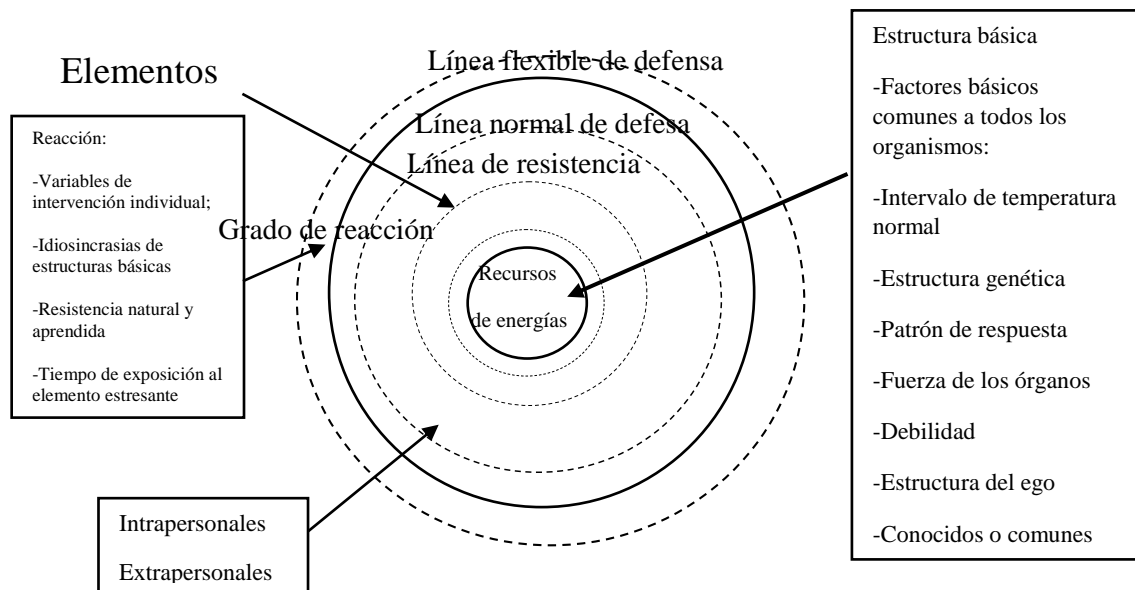 Elementos
Línea flexible de defensa
Línea normal de defesa
Línea de resistencia
Grado de reacción
Recursos
de energías
Reacción:
-Variables de
intervención individual;
-Idiosincrasias de
estructuras básicas
-Resistencia natural y
aprendida
-Tiempo de exposición al
elemento estresante
Intrapersonales
Extrapersonales
Estructura básica
-Factores básicos
comunes a todos los
organismos:
-Intervalo de temperatura
normal
-Estructura genética
-Patrón de respuesta
-Fuerza de los órganos
-Debilidad
-Estructura del ego
-Conocidos o comunes